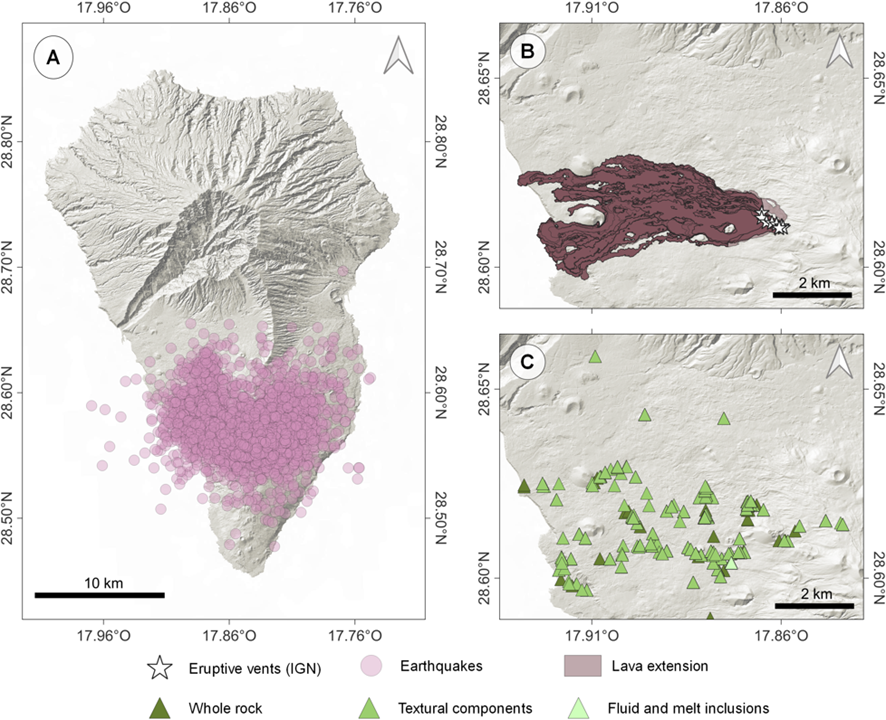 17.96°O 17.86°O 17.76°O
A
28.80°N 28.80°N
28.70°N 28.70°N
28.60°N 28.60°N
28.50°N 28.50°N
10 km
17.96°O 17.86°O 17.76°O
17.91°O 17.86°O
B
28.65°N 28.65°N
28.60°N 28.60°N
2 km
C
28.65°N 28.65°N
28.60°N 28.60°N
2 km
17.91°O 17.86°O
Eruptive vents (IGN) Earthquakes Lava extension
Whole rock Textural components Fluid and melt inclusions